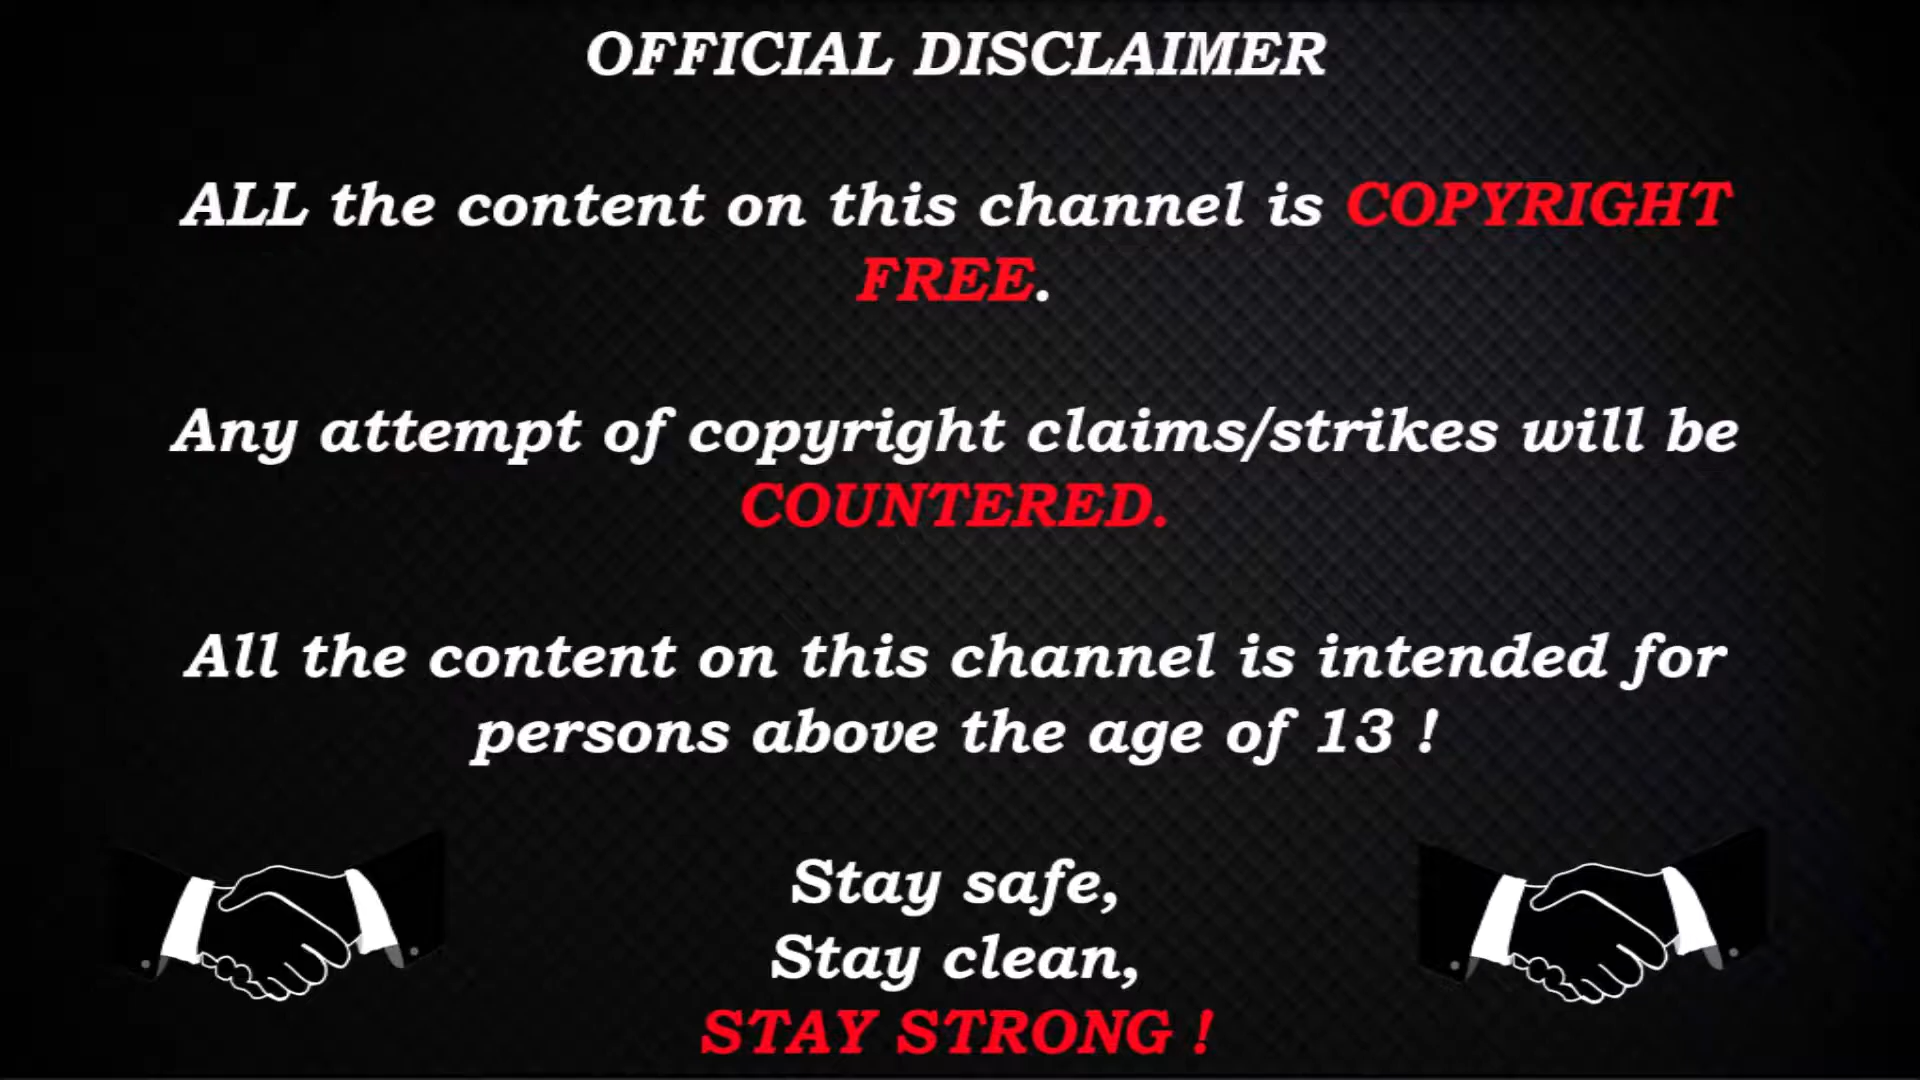 OFFICIAL DISCLAIMER
ALL the content on this channel is COPYRIGHT
FREE.
Any attempt of copyright claims/strikes will be
COUNTERED.
All the content on this channel is intended for
persons above the age of 13 !
Stay safe,
Stay clean,
STAY STRONG !